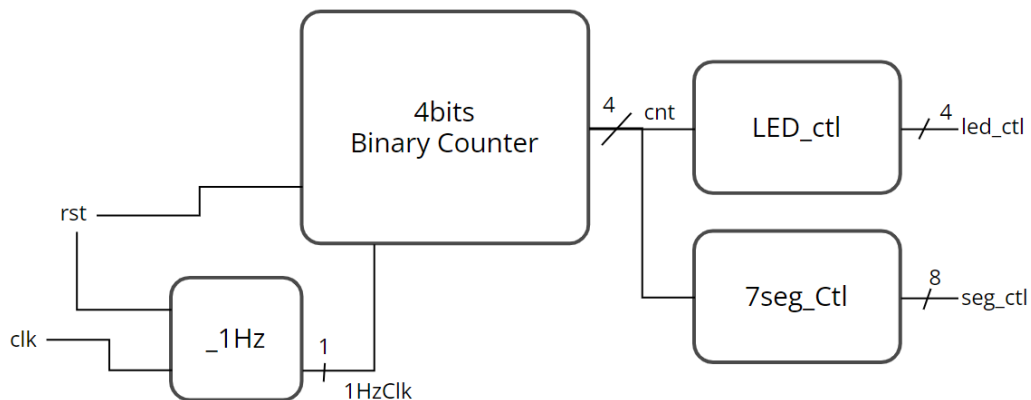 4bits
Binary Counter
4
cnt
LED_ctl
4
led_ctl
rst
7seg_Ctl
8
seg_ctl
clk
_1Hz
1
1HzClk